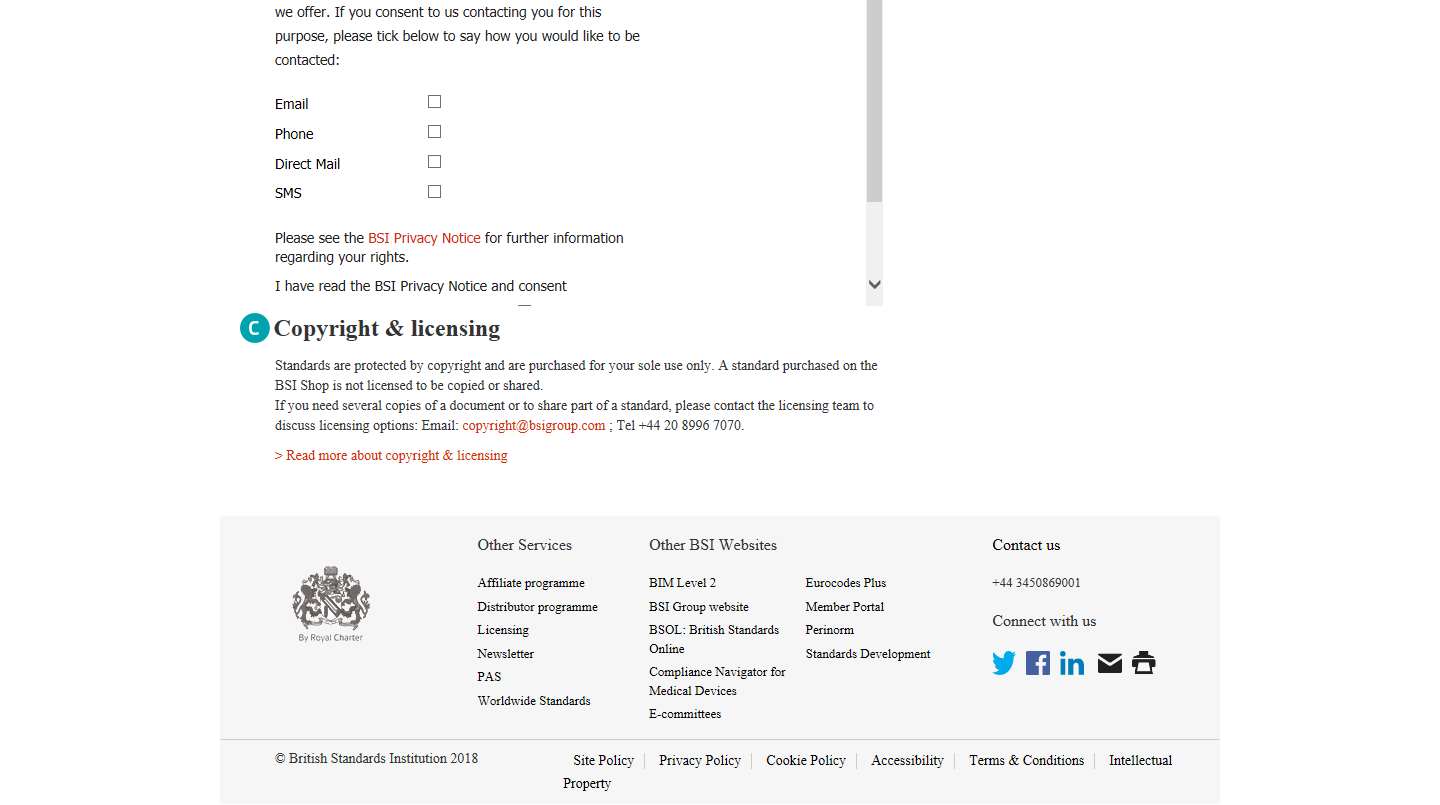 we offer. If you consent to us contacting you for this
purpose, please tick below to say how you would like to be
contacted:
Email
Phone
Direct Mail
SMS
Please see the BSI Privacy Notice for further information
regarding your rights.
I have read the BSI Privacy Notice and consent
C Copyright & licensing
Standards are protected by copyright and are purchased for your sole use only. A standard purchased on the
BSI Shop is not licensed to be copied or shared.
If you need several copies of a document or to share part of a standard, please contact the licensing team to
discuss licensing options: Email: copyright@bsigroup.com ; Tel +44 20 8996 7070.
> Read more about copyright & licensing
By Royal Charter
Other Services
Affiliate programme
Distributor programme
Licensing
Newsletter
PAS
Worldwide Standards
Other BSI Websites
BIM Level 2
BSI Group website
BSOL: British Standards
Online
Compliance Navigator for
Medical Devices
E-committees
Eurocodes Plus
Member Portal
Perinorm
Standards Development
Contact us
+44 3450869001
Connect with us
© British Standards Institution 2018
Site Policy Privacy Policy Cookie Policy Accessibility Terms & Conditions Intellectual
Property